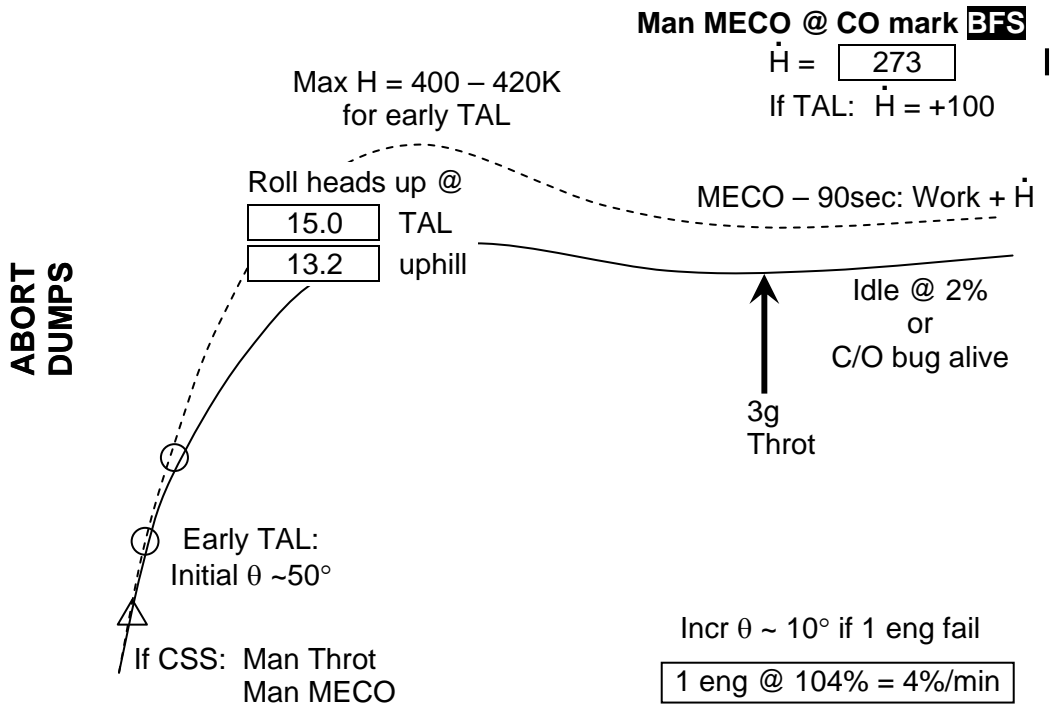 Man MECO @ CO mark BFS
Ḣ = 273
If TAL: Ḣ = +100
Max H = 400 – 420K
for early TAL
Roll heads up @
15.0 TAL
13.2 uphill
MECO – 90sec: Work + Ḣ
Idle @ 2%
or
C/O bug alive
3g
Throt
ABORT
DUMPS
Early TAL:
Initial θ ~50°
If CSS: Man Throt
Man MECO
Incr θ ~ 10° if 1 eng fail
1 eng @ 104% = 4%/min